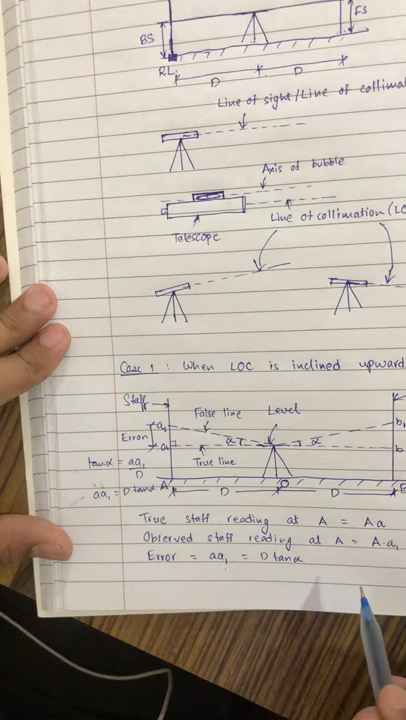 BS
FS
RL
D D
Line of sight/Line of collima
Axis of bubble
Line of collimation (LO
Telescope
Case 1 : When LOC is inclined upward
Staff
False line Level
a₁ b₁
Error α α
a b
True line
tanα = aa₁/D
aa₁ = D tanα A O
D D
True staff reading at A = Aa
Observed staff reading at A = A·a₁
Error = aa₁ = D tanα